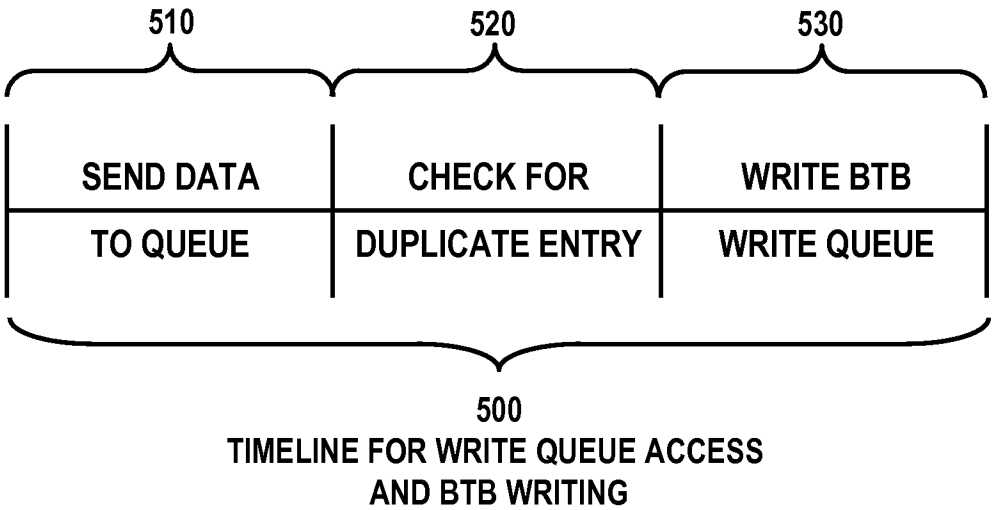 510 520 530
SEND DATA CHECK FOR WRITE BTB
TO QUEUE DUPLICATE ENTRY WRITE QUEUE
500
TIMELINE FOR WRITE QUEUE ACCESS
AND BTB WRITING